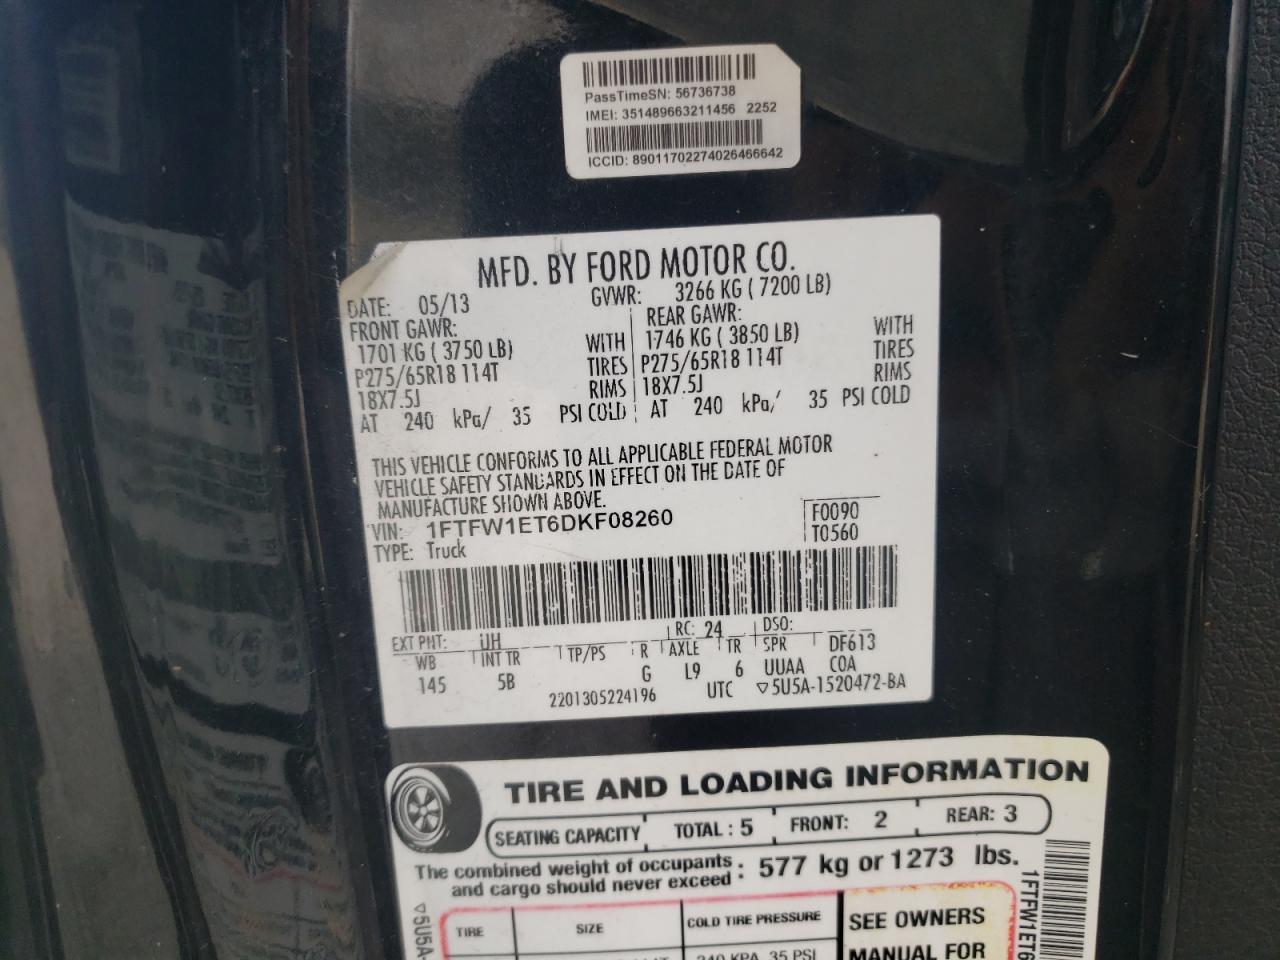 PassTimeSN: 56736738
IMEI: 351489663211456 2252
ICCID: 89011702274026466642
MFD. BY FORD MOTOR CO.
DATE: 05/13 GVWR: 3266 KG ( 7200 LB)
FRONT GAWR: REAR GAWR:
1701 KG ( 3750 LB) WITH 1746 KG ( 3850 LB) WITH
P275/65R18 114T TIRES P275/65R18 114T TIRES
18X7.5J RIMS 18X7.5J RIMS
AT 240 kPa/ 35 PSI COLD AT 240 kPa/ 35 PSI COLD
THIS VEHICLE CONFORMS TO ALL APPLICABLE FEDERAL MOTOR
VEHICLE SAFETY STANDARDS IN EFFECT ON THE DATE OF
MANUFACTURE SHOWN ABOVE.
VIN: 1FTFW1ET6DKF08260 F0090
TYPE: Truck T0560
EXT PNT: UH RC: 24 DSO:
WB INT TR TP/PS R AXLE TR SPR DF613
145 5B G L9 6 UUAA COA
2201305224196 UTC ▽5U5A-1520472-BA
TIRE AND LOADING INFORMATION
SEATING CAPACITY TOTAL : 5 FRONT: 2 REAR: 3
The combined weight of occupants
and cargo should never exceed : 577 kg or 1273 lbs.
TIRE SIZE COLD TIRE PRESSURE SEE OWNERS
240 KPA, 35 PSI MANUAL FOR
▽5U5A-
1FTFW1ET6